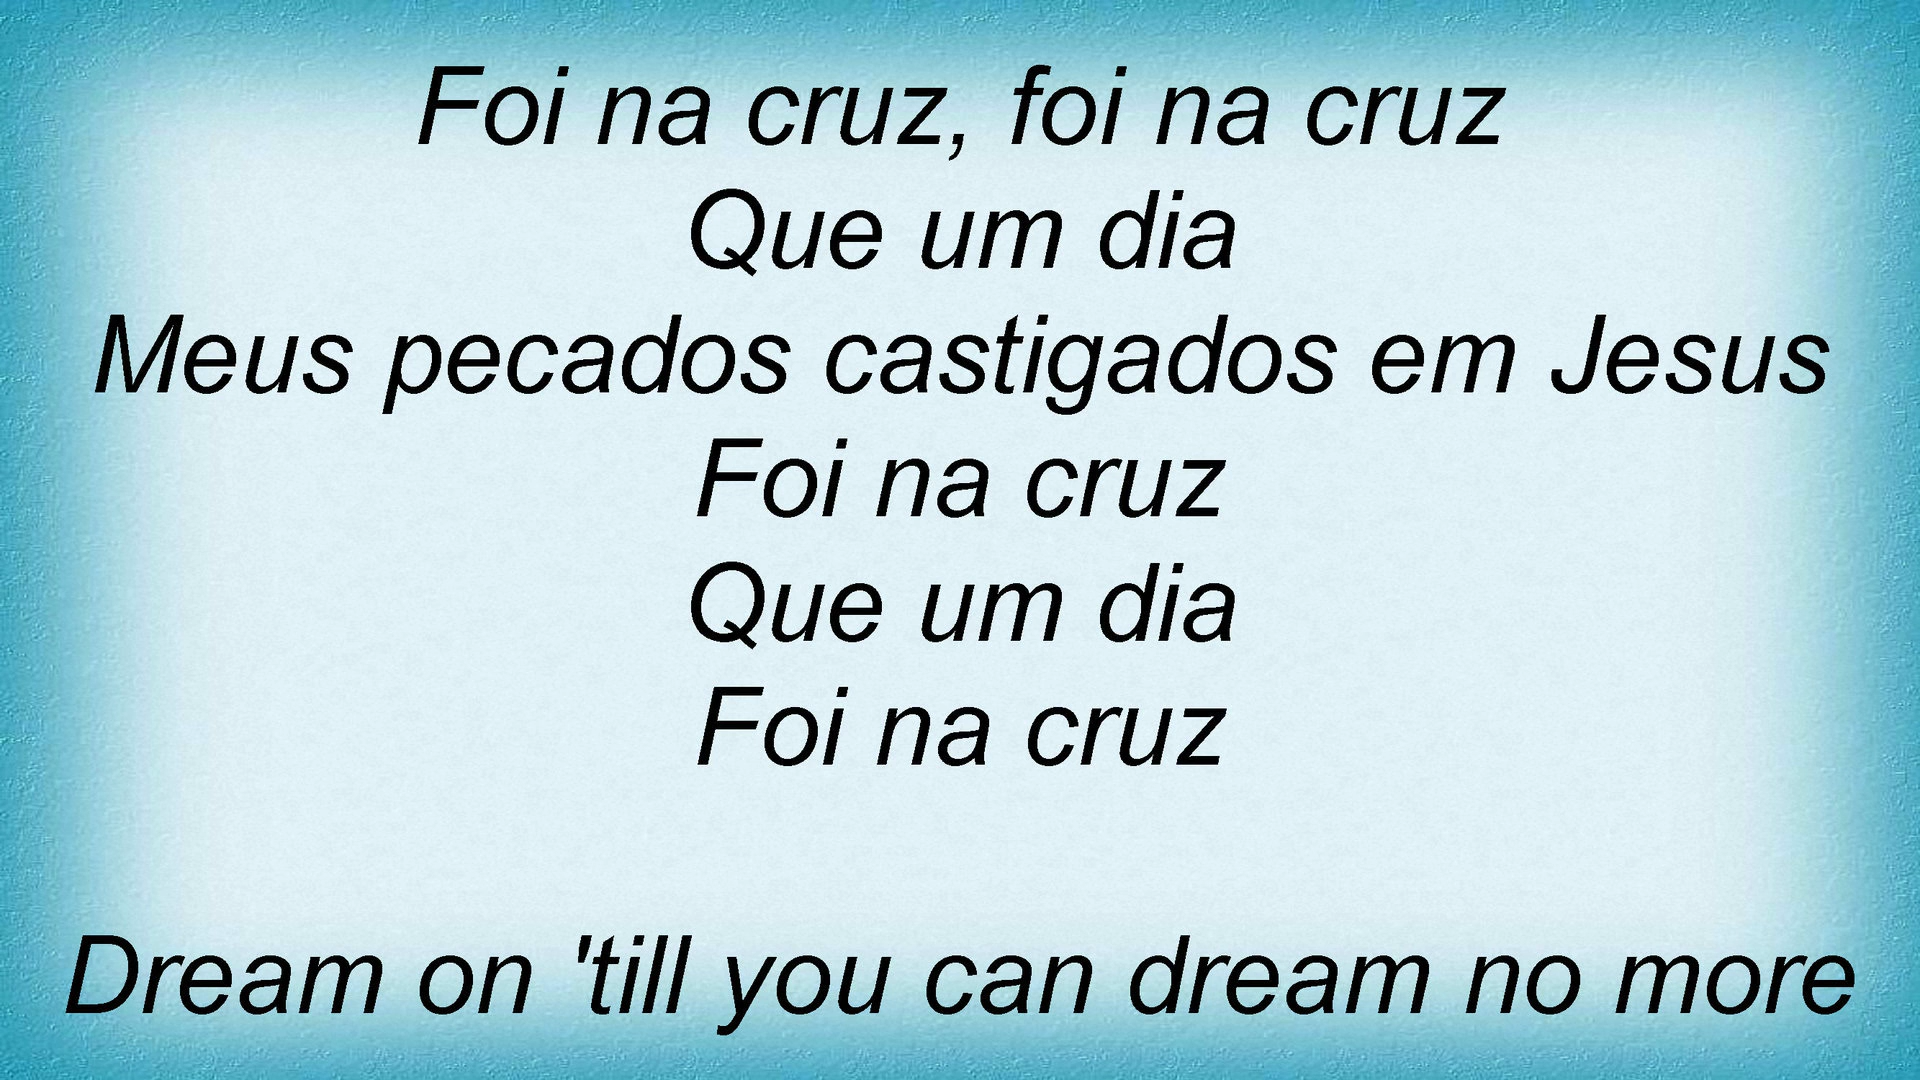 Foi na cruz, foi na cruz
Que um dia
Meus pecados castigados em Jesus
Foi na cruz
Que um dia
Foi na cruz
Dream on 'till you can dream no more